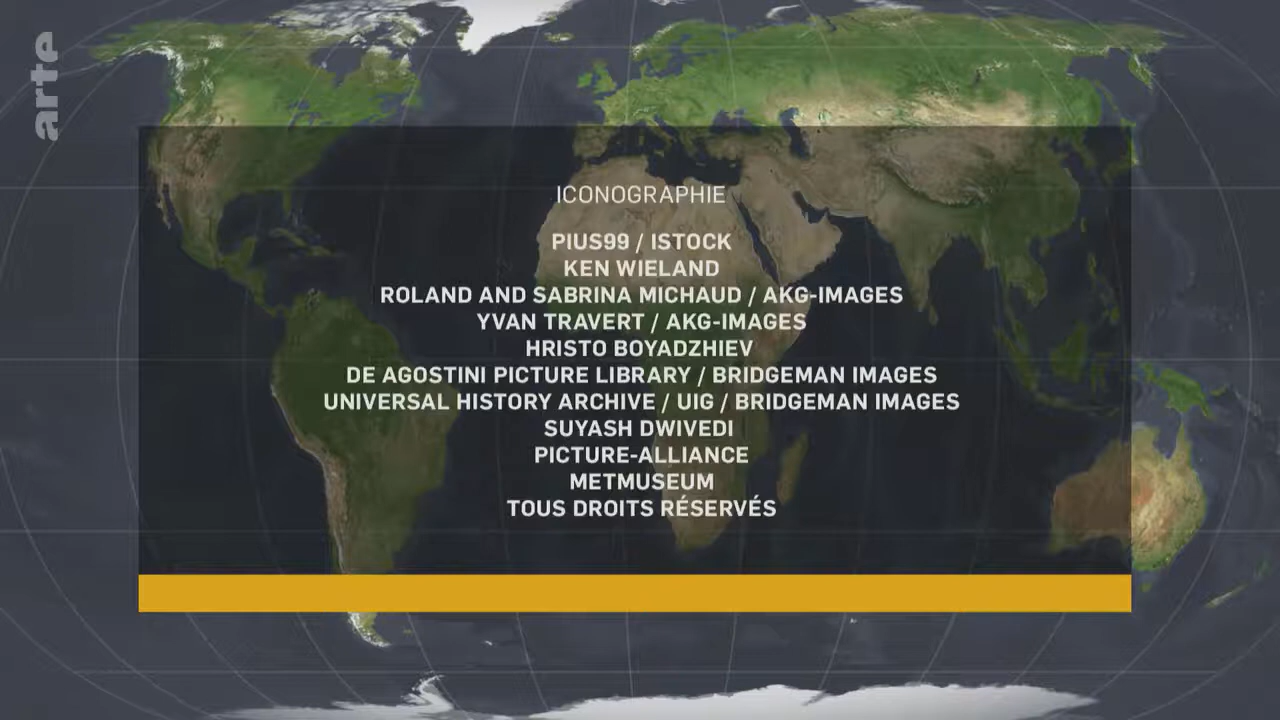 arte
ICONOGRAPHIE
PIUS99 / ISTOCK
KEN WIELAND
ROLAND AND SABRINA MICHAUD / AKG-IMAGES
YVAN TRAVERT / AKG-IMAGES
HRISTO BOYADZHIEV
DE AGOSTINI PICTURE LIBRARY / BRIDGEMAN IMAGES
UNIVERSAL HISTORY ARCHIVE / UIG / BRIDGEMAN IMAGES
SUYASH DWIVEDI
PICTURE-ALLIANCE
METMUSEUM
TOUS DROITS RÉSERVÉS